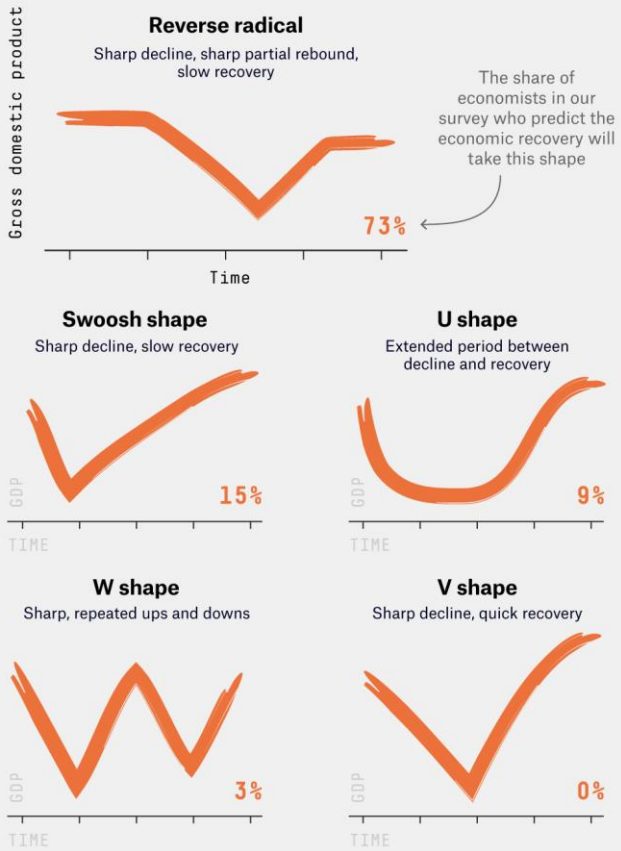 Gross domestic product
Reverse radical
Sharp decline, sharp partial rebound,
slow recovery
The share of
economists in our
survey who predict the
economic recovery will
take this shape
73%
Time
Swoosh shape
Sharp decline, slow recovery
GDP
15%
TIME
U shape
Extended period between
decline and recovery
GDP
9%
TIME
W shape
Sharp, repeated ups and downs
GDP
3%
TIME
V shape
Sharp decline, quick recovery
GDP
0%
TIME